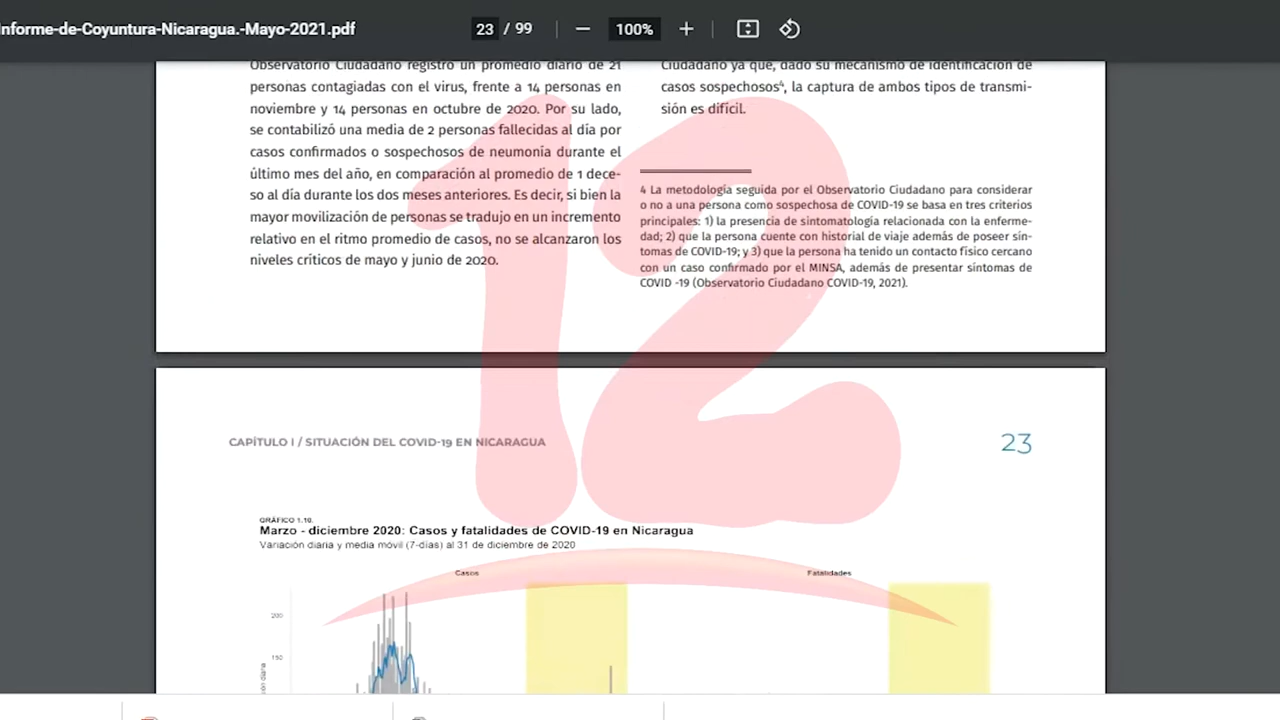 Informe-de-Coyuntura-Nicaragua.-Mayo-2021.pdf
23 / 99
100%
Observatorio Ciudadano registró un promedio diario de 21
personas contagiadas con el virus, frente a 14 personas en
noviembre y 14 personas en octubre de 2020. Por su lado,
se contabilizó una media de 2 personas fallecidas al día por
casos confirmados o sospechosos de neumonía durante el
último mes del año, en comparación al promedio de 1 dece-
so al día durante los dos meses anteriores. Es decir, si bien la
mayor movilización de personas se tradujo en un incremento
relativo en el ritmo promedio de casos, no se alcanzaron los
niveles críticos de mayo y junio de 2020.
Ciudadano ya que, dado su mecanismo de identificación de
casos sospechosos⁴, la captura de ambos tipos de transmi-
sión es difícil.
4 La metodología seguida por el Observatorio Ciudadano para considerar
o no a una persona como sospechosa de COVID-19 se basa en tres criterios
principales: 1) la presencia de sintomatología relacionada con la enferme-
dad; 2) que la persona cuente con historial de viaje además de poseer sín-
tomas de COVID-19; y 3) que la persona ha tenido un contacto físico cercano
con un caso confirmado por el MINSA, además de presentar síntomas de
COVID -19 (Observatorio Ciudadano COVID-19, 2021).
12
CAPÍTULO I / SITUACIÓN DEL COVID-19 EN NICARAGUA
23
GRÁFICO 1.10.
Marzo - diciembre 2020: Casos y fatalidades de COVID-19 en Nicaragua
Variación diaria y media móvil (7-días) al 31 de diciembre de 2020
Casos
Fatalidades
200
150